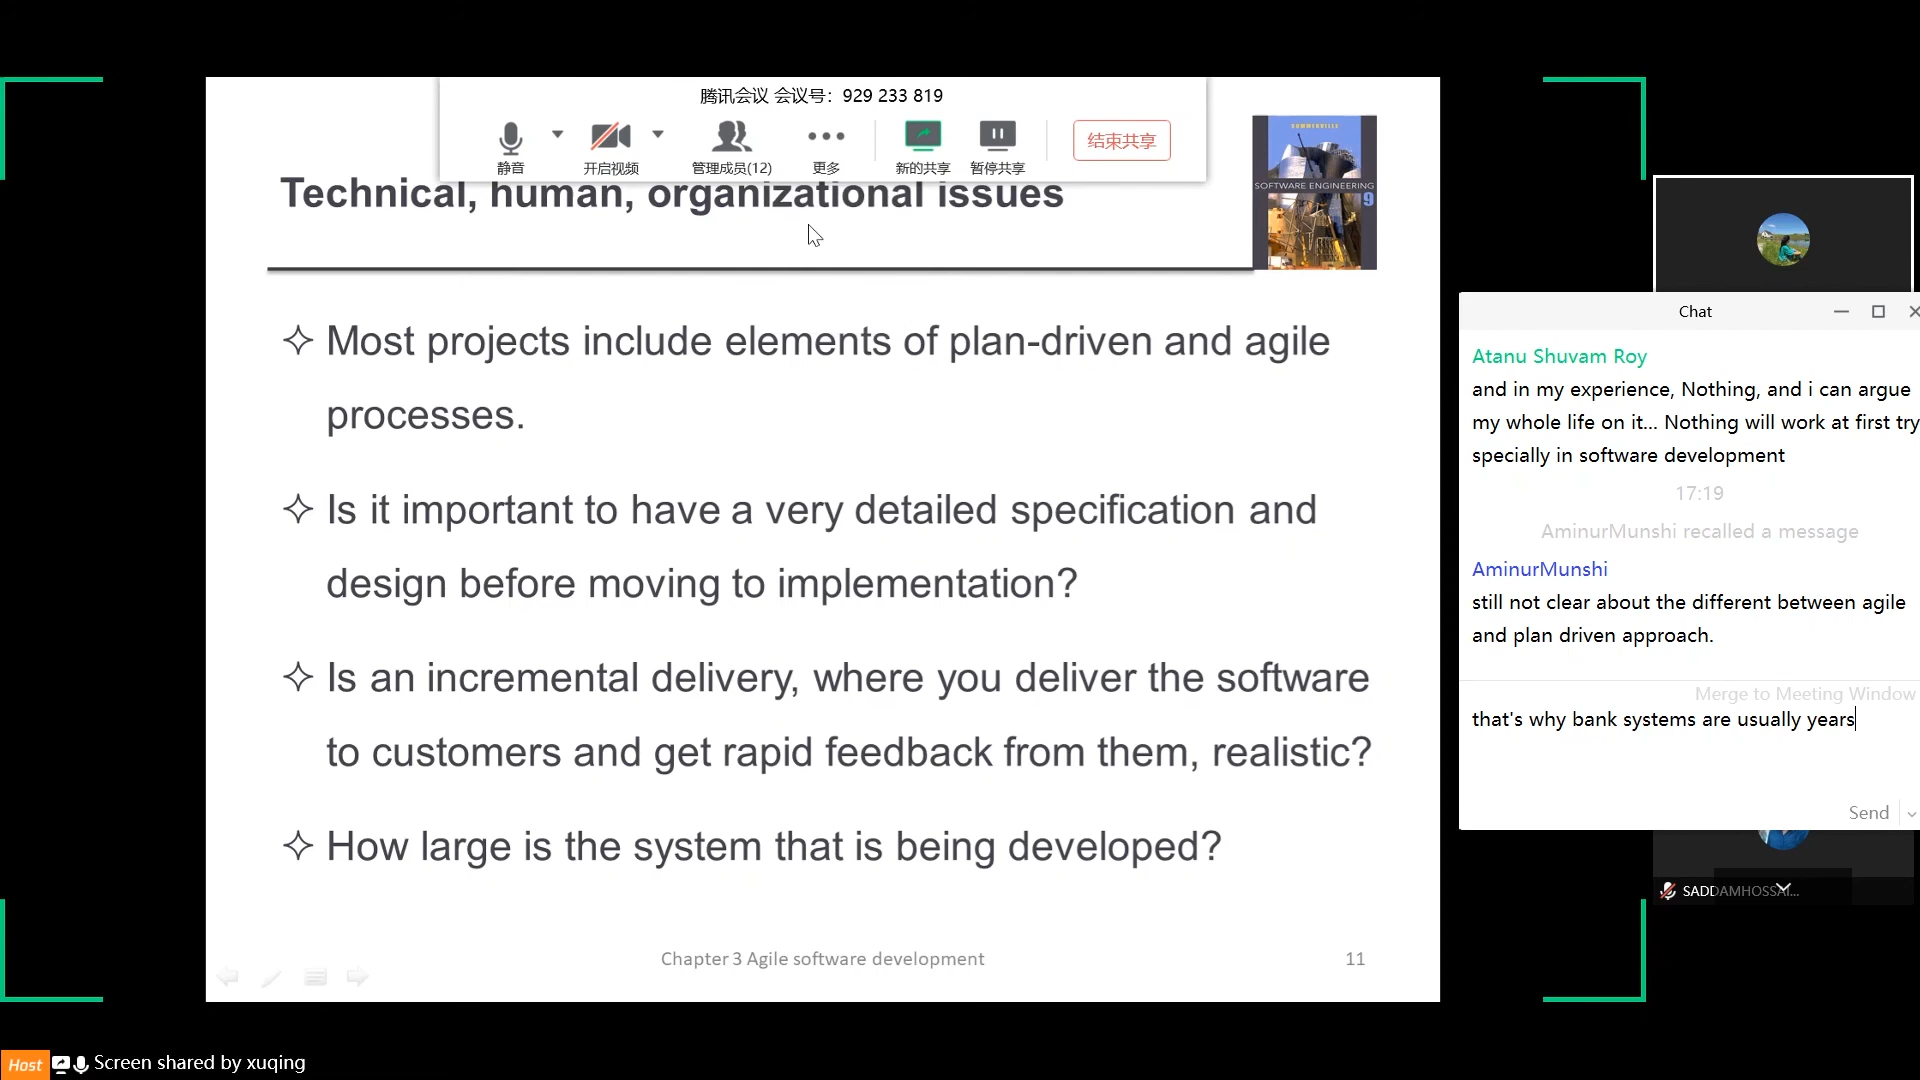 腾讯会议 会议号：929 233 819
静音
开启视频
管理成员(12)
更多
新的共享
暂停共享
结束共享
Technical, human, organizational issues
SOMMERVILLE
SOFTWARE ENGINEERING
9
✧ Most projects include elements of plan-driven and agile
processes.
✧ Is it important to have a very detailed specification and
design before moving to implementation?
✧ Is an incremental delivery, where you deliver the software
to customers and get rapid feedback from them, realistic?
✧ How large is the system that is being developed?
Chapter 3 Agile software development
11
Chat
Atanu Shuvam Roy
and in my experience, Nothing, and i can argue
my whole life on it... Nothing will work at first try
specially in software development
17:19
AminurMunshi recalled a message
AminurMunshi
still not clear about the different between agile
and plan driven approach.
Merge to Meeting Window
that's why bank systems are usually years
Send
SADDAMHOSSAI...
Host
Screen shared by xuqing